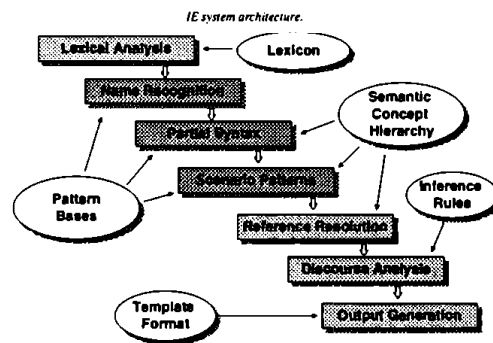 IE system architecture.
Lexical Analysis
Lexicon
Name Recognition
Semantic
Concept
Hierarchy
Partial Syntax
Scenario Patterns
Inference
Rules
Pattern
Bases
Reference Resolution
Discourse Analysis
Template
Format
Output Generation